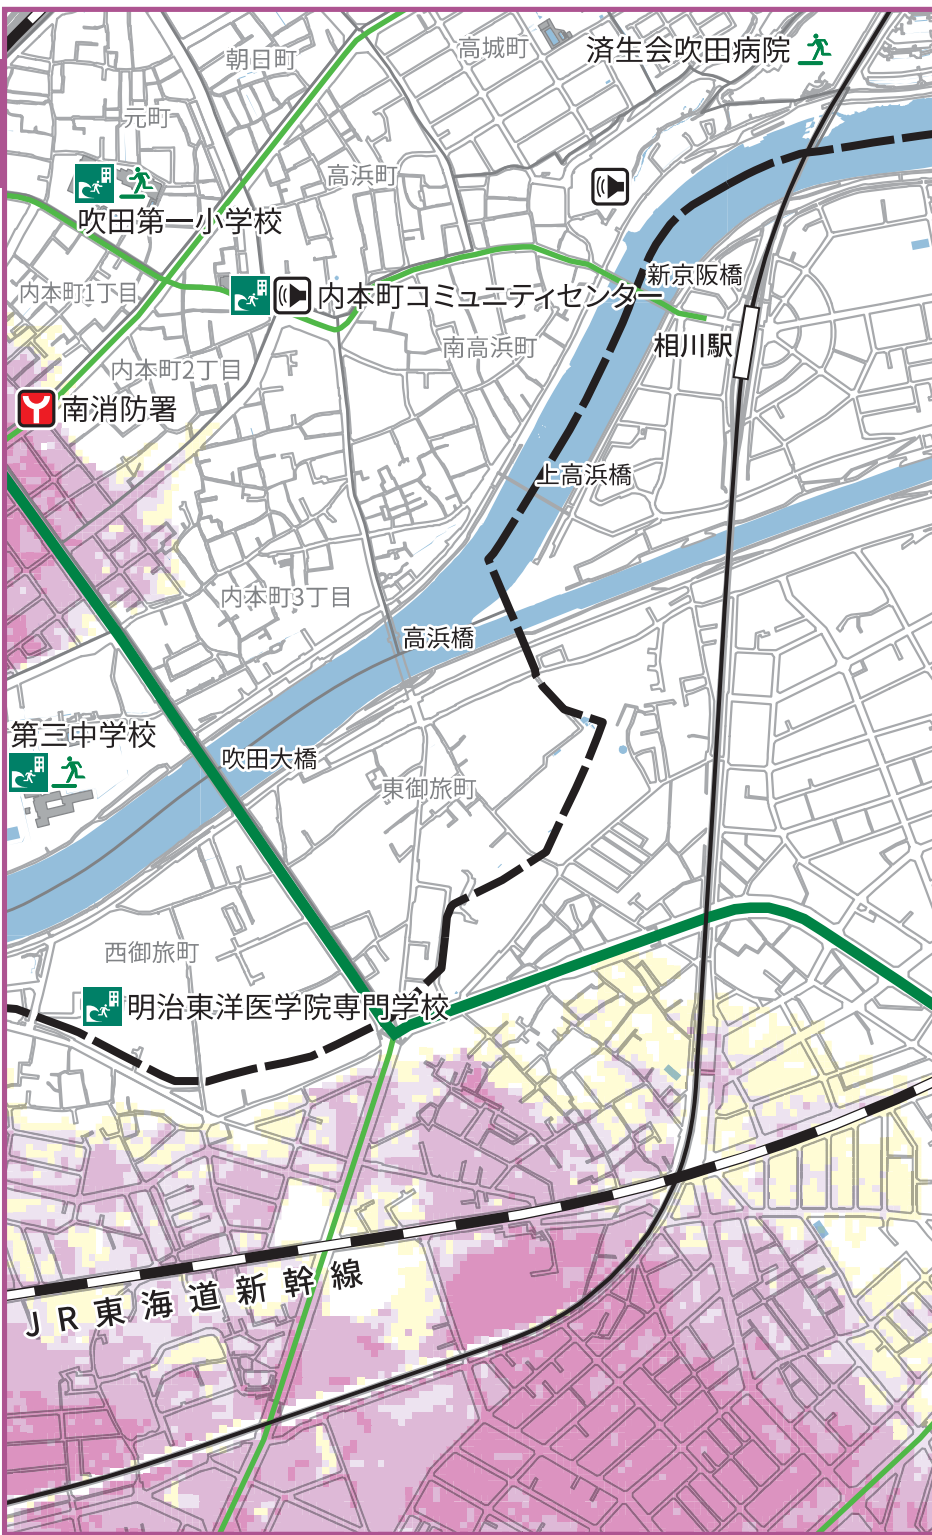 高城町
済生会吹田病院
朝日町
元町
高浜町
吹田第一小学校
新京阪橋
内本町1丁目
内本町コミュニティセンター
相川駅
南高浜町
内本町2丁目
南消防署
上高浜橋
内本町3丁目
高浜橋
第三中学校
吹田大橋
東御旅町
西御旅町
明治東洋医学院専門学校
JR東海道新幹線